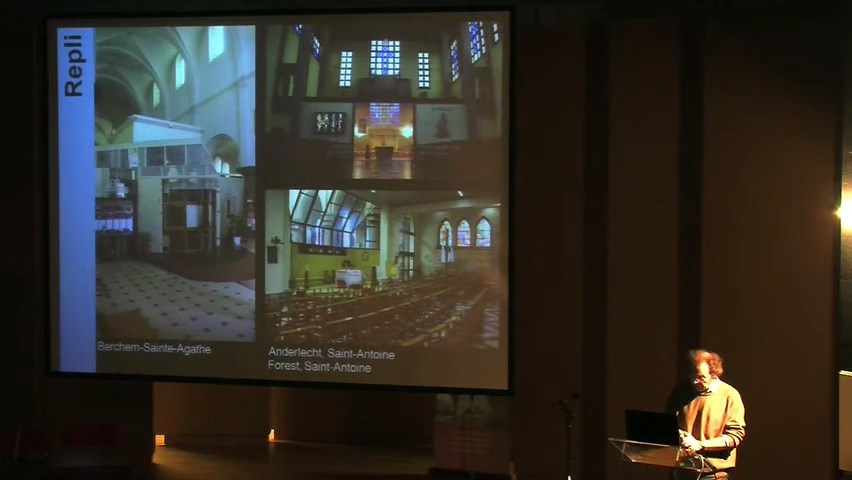 Repli
Berchem-Sainte-Agathe
Anderlecht, Saint-Antoine
Forest, Saint-Antoine